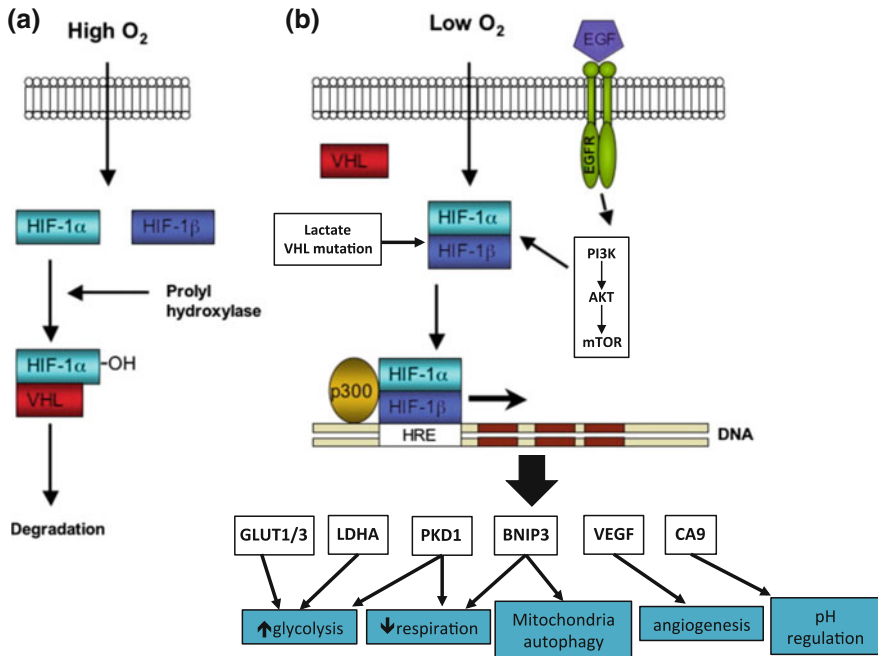 (a)
High O2
HIF-1α
HIF-1β
Prolyl
hydroxylase
HIF-1α
-OH
VHL
Degradation
(b)
Low O2
EGF
EGFR
VHL
Lactate
VHL mutation
HIF-1α
HIF-1β
PI3K
AKT
mTOR
p300
HIF-1α
HIF-1β
HRE
DNA
GLUT1/3
LDHA
PKD1
BNIP3
VEGF
CA9
↑glycolysis
↓respiration
Mitochondria
autophagy
angiogenesis
pH
regulation